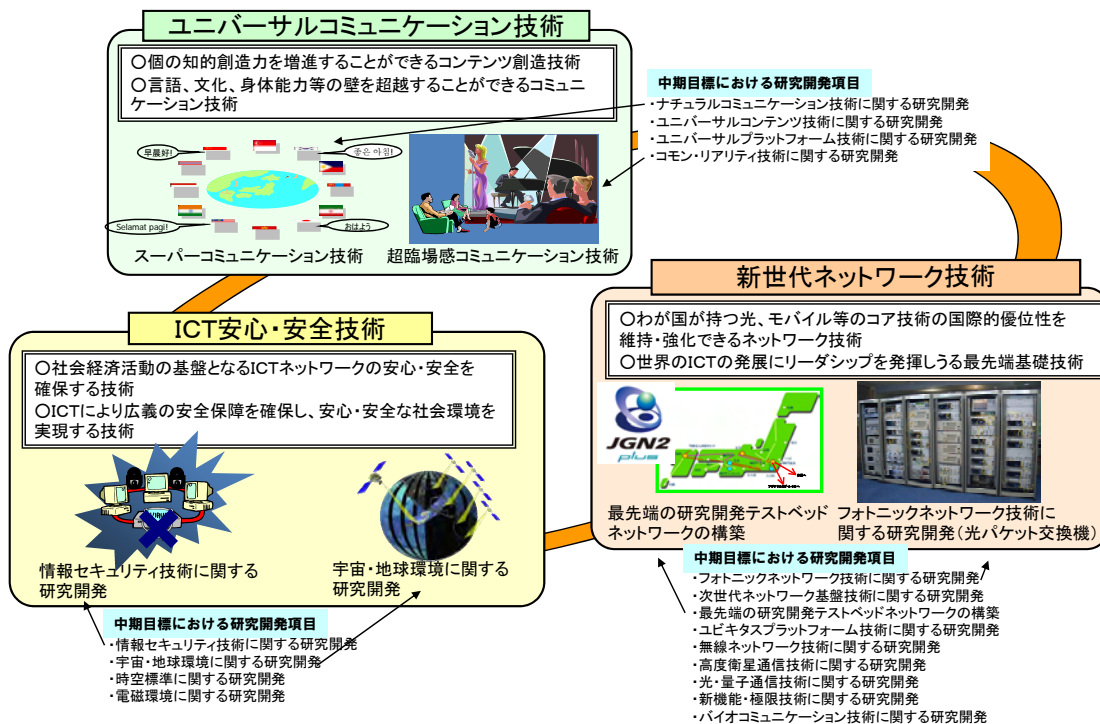 ユニバーサルコミュニケーション技術
○個の知的創造力を増進することができるコンテンツ創造技術
○言語、文化、身体能力等の壁を超越することができるコミュニ
ケーション技術
早晨好!
좋은 아침!
Selamat pagi!
おはよう
スーパーコミュニケーション技術
超臨場感コミュニケーション技術
中期目標における研究開発項目
・ナチュラルコミュニケーション技術に関する研究開発
・ユニバーサルコンテンツ技術に関する研究開発
・ユニバーサルプラットフォーム技術に関する研究開発
・コモン・リアリティ技術に関する研究開発
新世代ネットワーク技術
○わが国が持つ光、モバイル等のコア技術の国際的優位性を
維持・強化できるネットワーク技術
○世界のICTの発展にリーダシップを発揮しうる最先端基礎技術
JGN2
plus
最先端の研究開発テストベッド
ネットワークの構築
フォトニックネットワーク技術に
関する研究開発(光パケット交換機)
中期目標における研究開発項目
・フォトニックネットワーク技術に関する研究開発
・次世代ネットワーク基盤技術に関する研究開発
・最先端の研究開発テストベッドネットワークの構築
・ユビキタスプラットフォーム技術に関する研究開発
・無線ネットワーク技術に関する研究開発
・高度衛星通信技術に関する研究開発
・光・量子通信技術に関する研究開発
・新機能・極限技術に関する研究開発
・バイオコミュニケーション技術に関する研究開発
ICT安心・安全技術
○社会経済活動の基盤となるICTネットワークの安心・安全を
確保する技術
○ICTにより広義の安全保障を確保し、安心・安全な社会環境を
実現する技術
情報セキュリティ技術に関する
研究開発
宇宙・地球環境に関する
研究開発
中期目標における研究開発項目
・情報セキュリティ技術に関する研究開発
・宇宙・地球環境に関する研究開発
・時空標準に関する研究開発
・電磁環境に関する研究開発